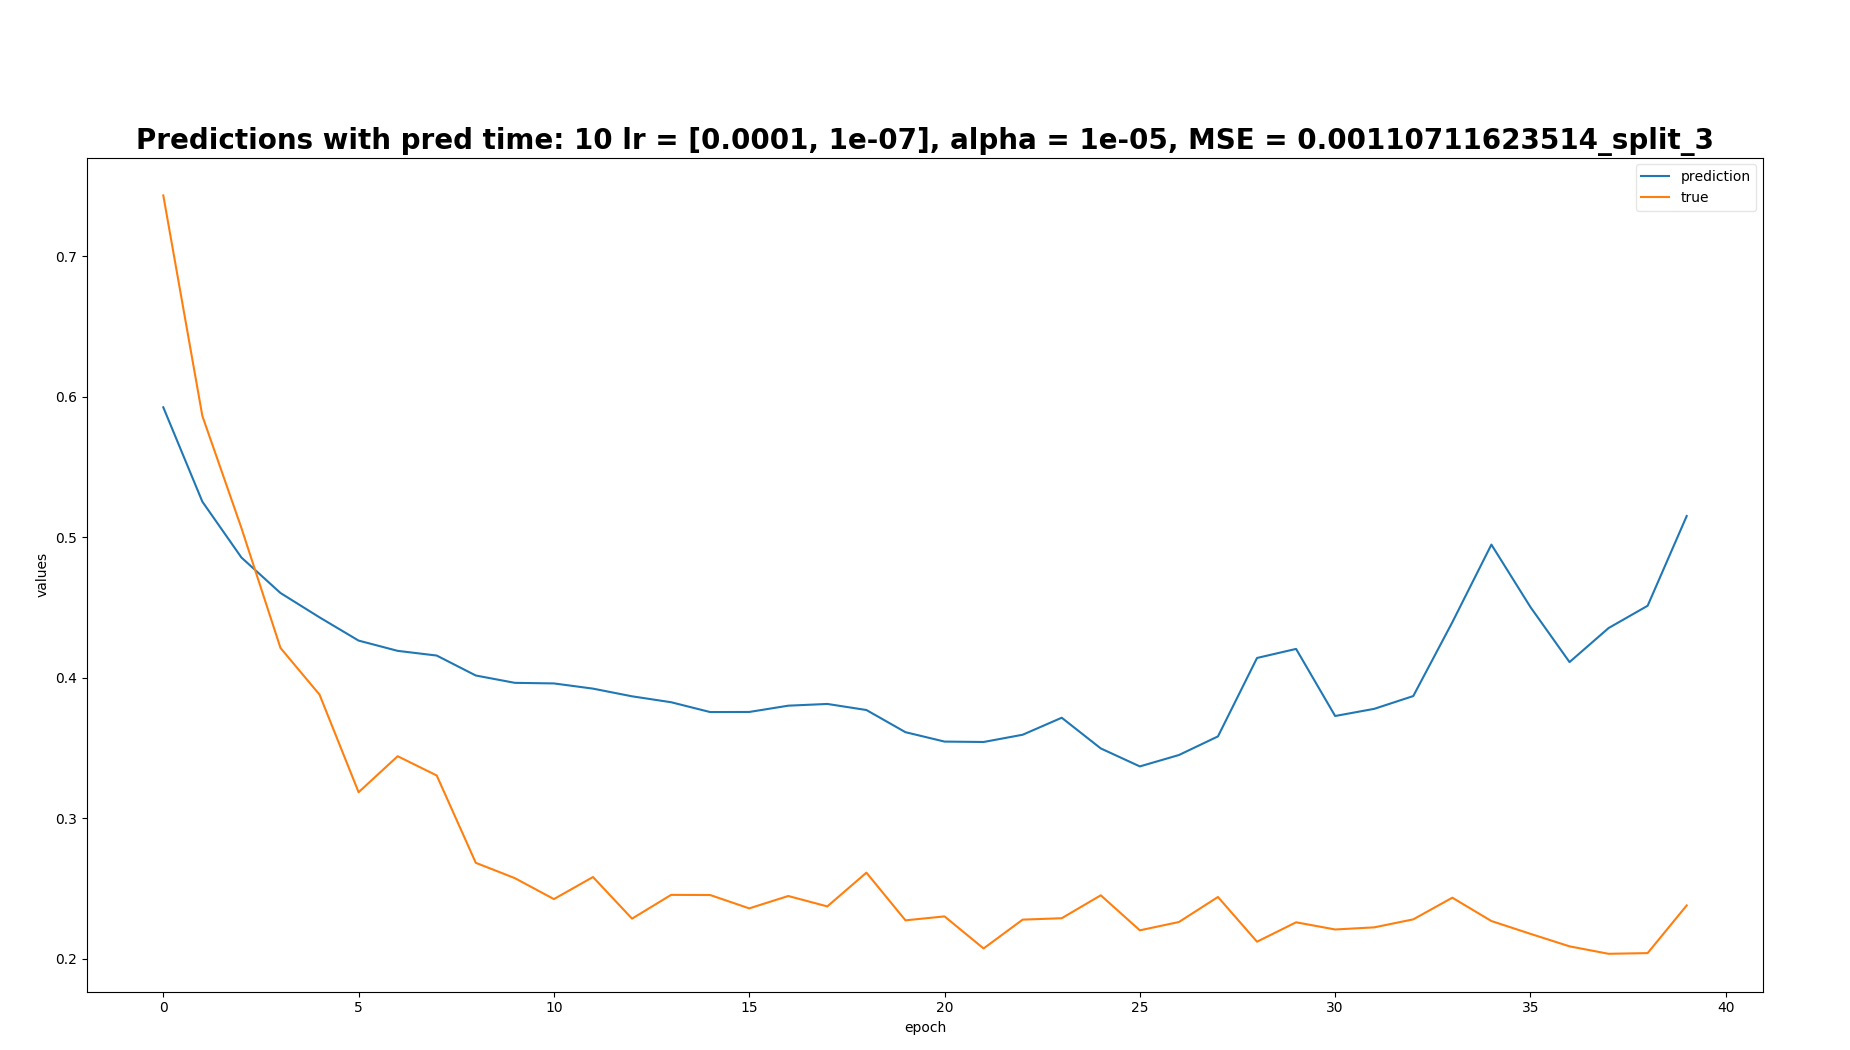 Predictions with pred time: 10 lr = [0.0001, 1e-07], alpha = 1e-05, MSE = 0.00110711623514_split_3
prediction
true
values
0.7
0.6
0.5
0.4
0.3
0.2
0 5 10 15 20 25 30 35 40
epoch